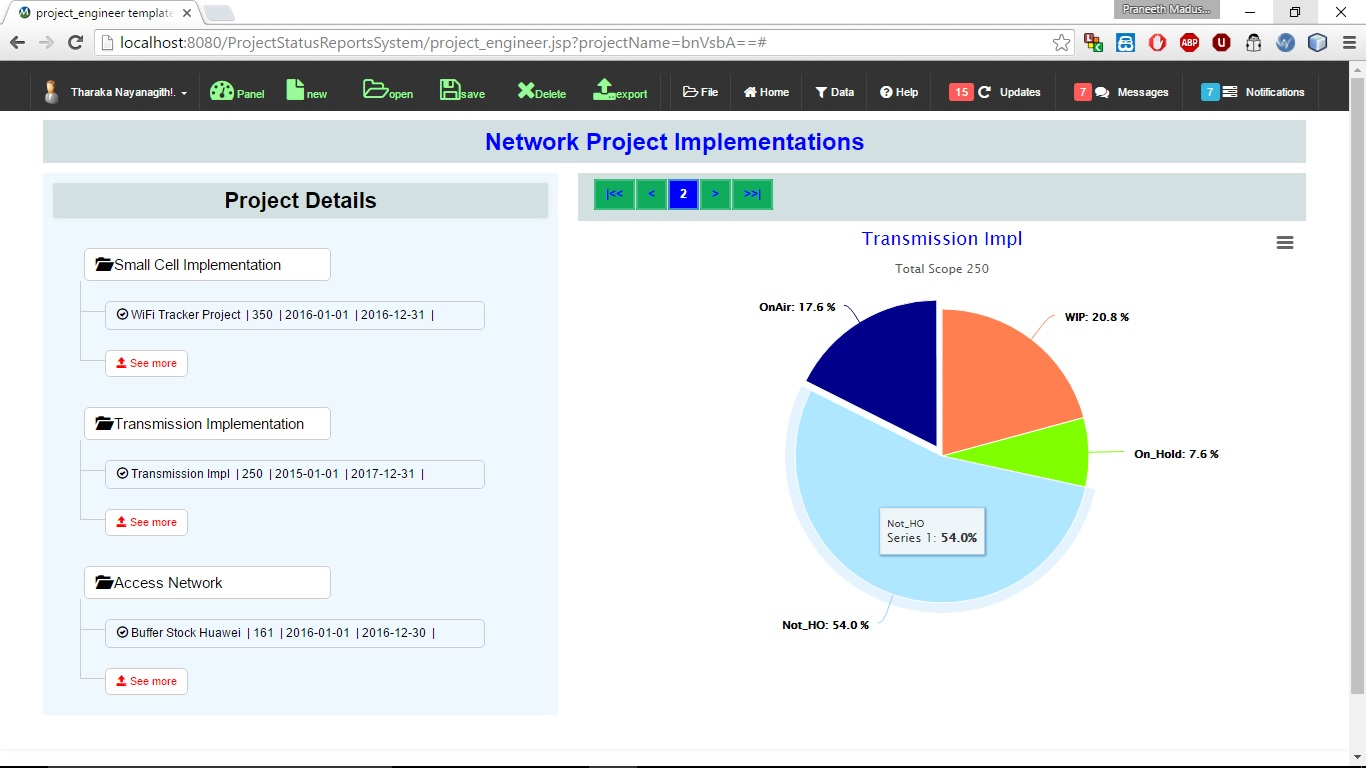 project_engineer template
Praneeth Madus...
localhost:8080/ProjectStatusReportsSystem/project_engineer.jsp?projectName=bnVsbA==#
ABP
Tharaka Nayanagith!.
Panel
new
open
save
Delete
export
File
Home
Data
Help
15 Updates
7 Messages
7 Notifications
Network Project Implementations
Project Details
Small Cell Implementation
WiFi Tracker Project | 350 | 2016-01-01 | 2016-12-31 |
See more
Transmission Implementation
Transmission Impl | 250 | 2015-01-01 | 2017-12-31 |
See more
Access Network
Buffer Stock Huawei | 161 | 2016-01-01 | 2016-12-30 |
See more
|<<
<
2
>
>>|
Transmission Impl
Total Scope 250
OnAir: 17.6 %
WIP: 20.8 %
On_Hold: 7.6 %
Not_HO
Series 1: 54.0%
Not_HO: 54.0 %